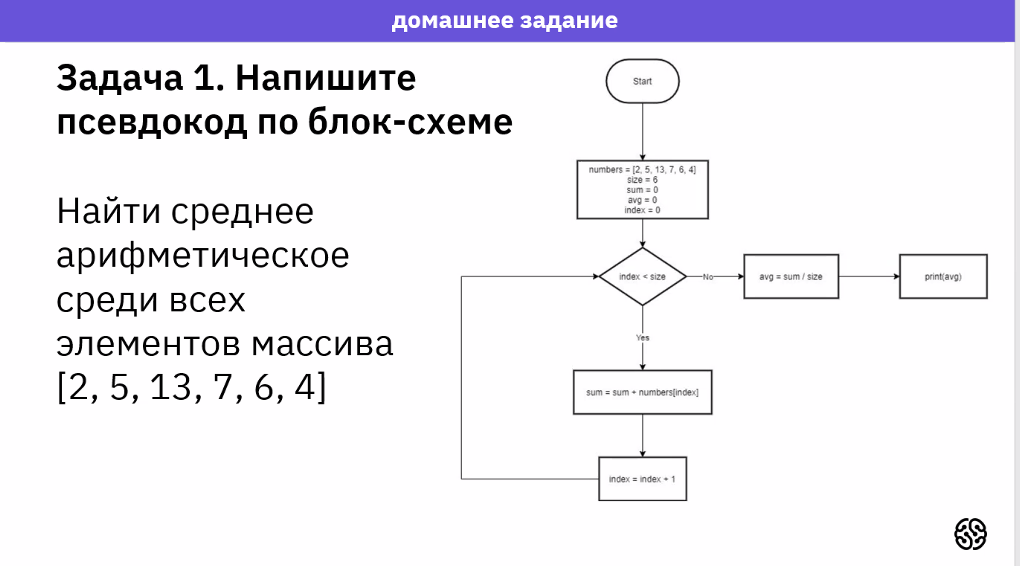 домашнее задание
Задача 1. Напишите
псевдокод по блок-схеме
Найти среднее
арифметическое
среди всех
элементов массива
[2, 5, 13, 7, 6, 4]
Start
numbers = [2, 5, 13, 7, 6, 4]
size = 6
sum = 0
avg = 0
index = 0
index < size
No
avg = sum / size
print(avg)
Yes
sum = sum + numbers[index]
index = index + 1